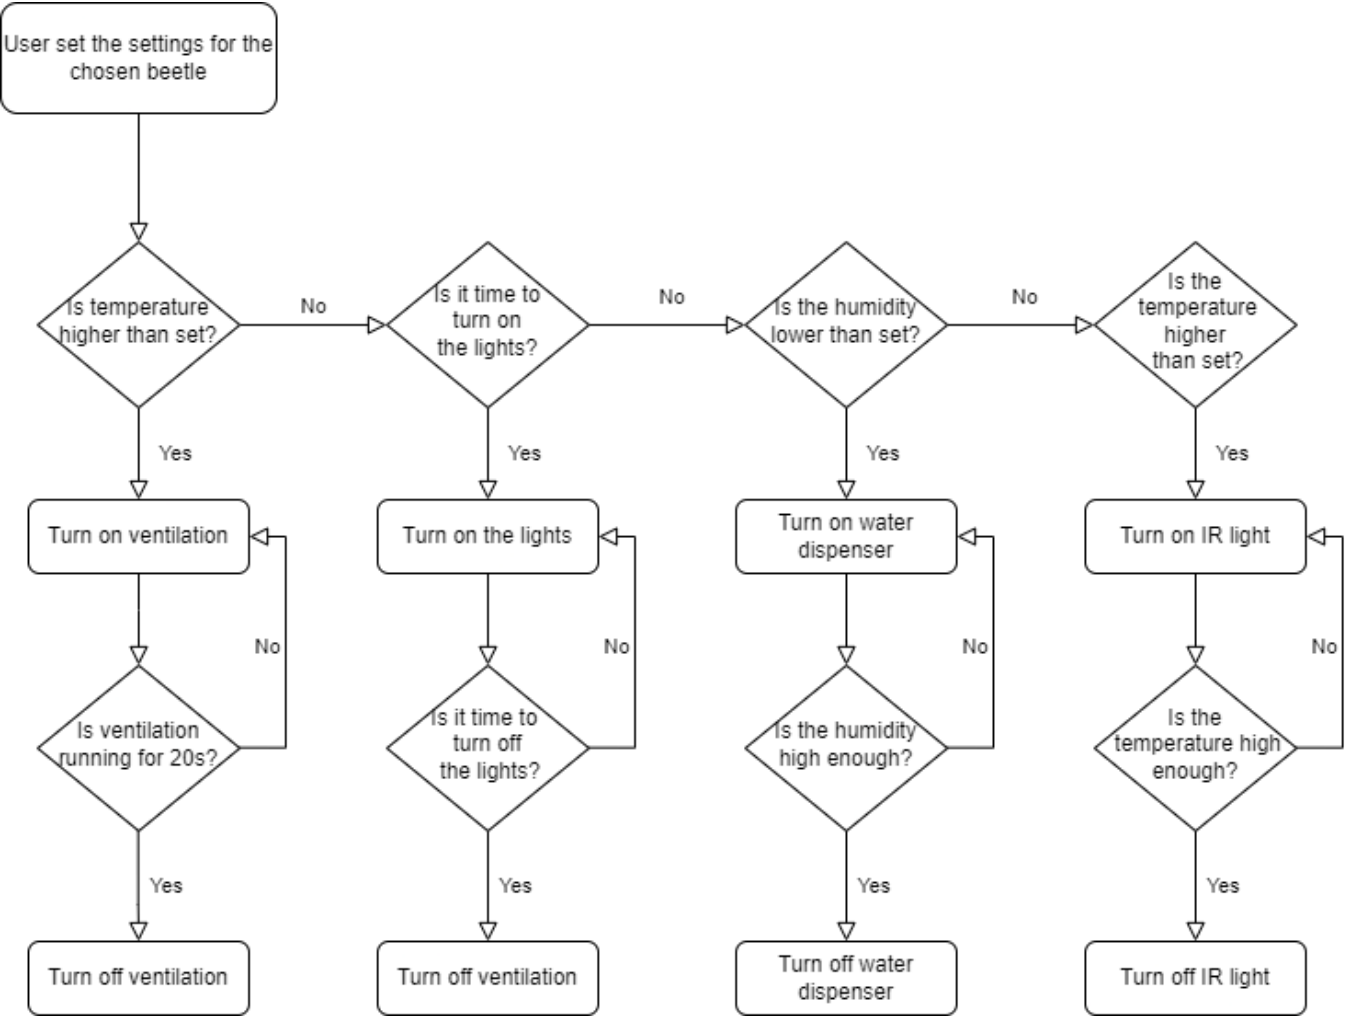 User set the settings for the
chosen beetle
Is temperature
higher than set?
No
Is it time to
turn on
the lights?
No
Is the humidity
lower than set?
No
Is the
temperature
higher
than set?
Yes
Yes
Yes
Yes
Turn on ventilation
Turn on the lights
Turn on water
dispenser
Turn on IR light
No
No
No
No
Is ventilation
running for 20s?
Is it time to
turn off
the lights?
Is the humidity
high enough?
Is the
temperature high
enough?
Yes
Yes
Yes
Yes
Turn off ventilation
Turn off ventilation
Turn off water
dispenser
Turn off IR light